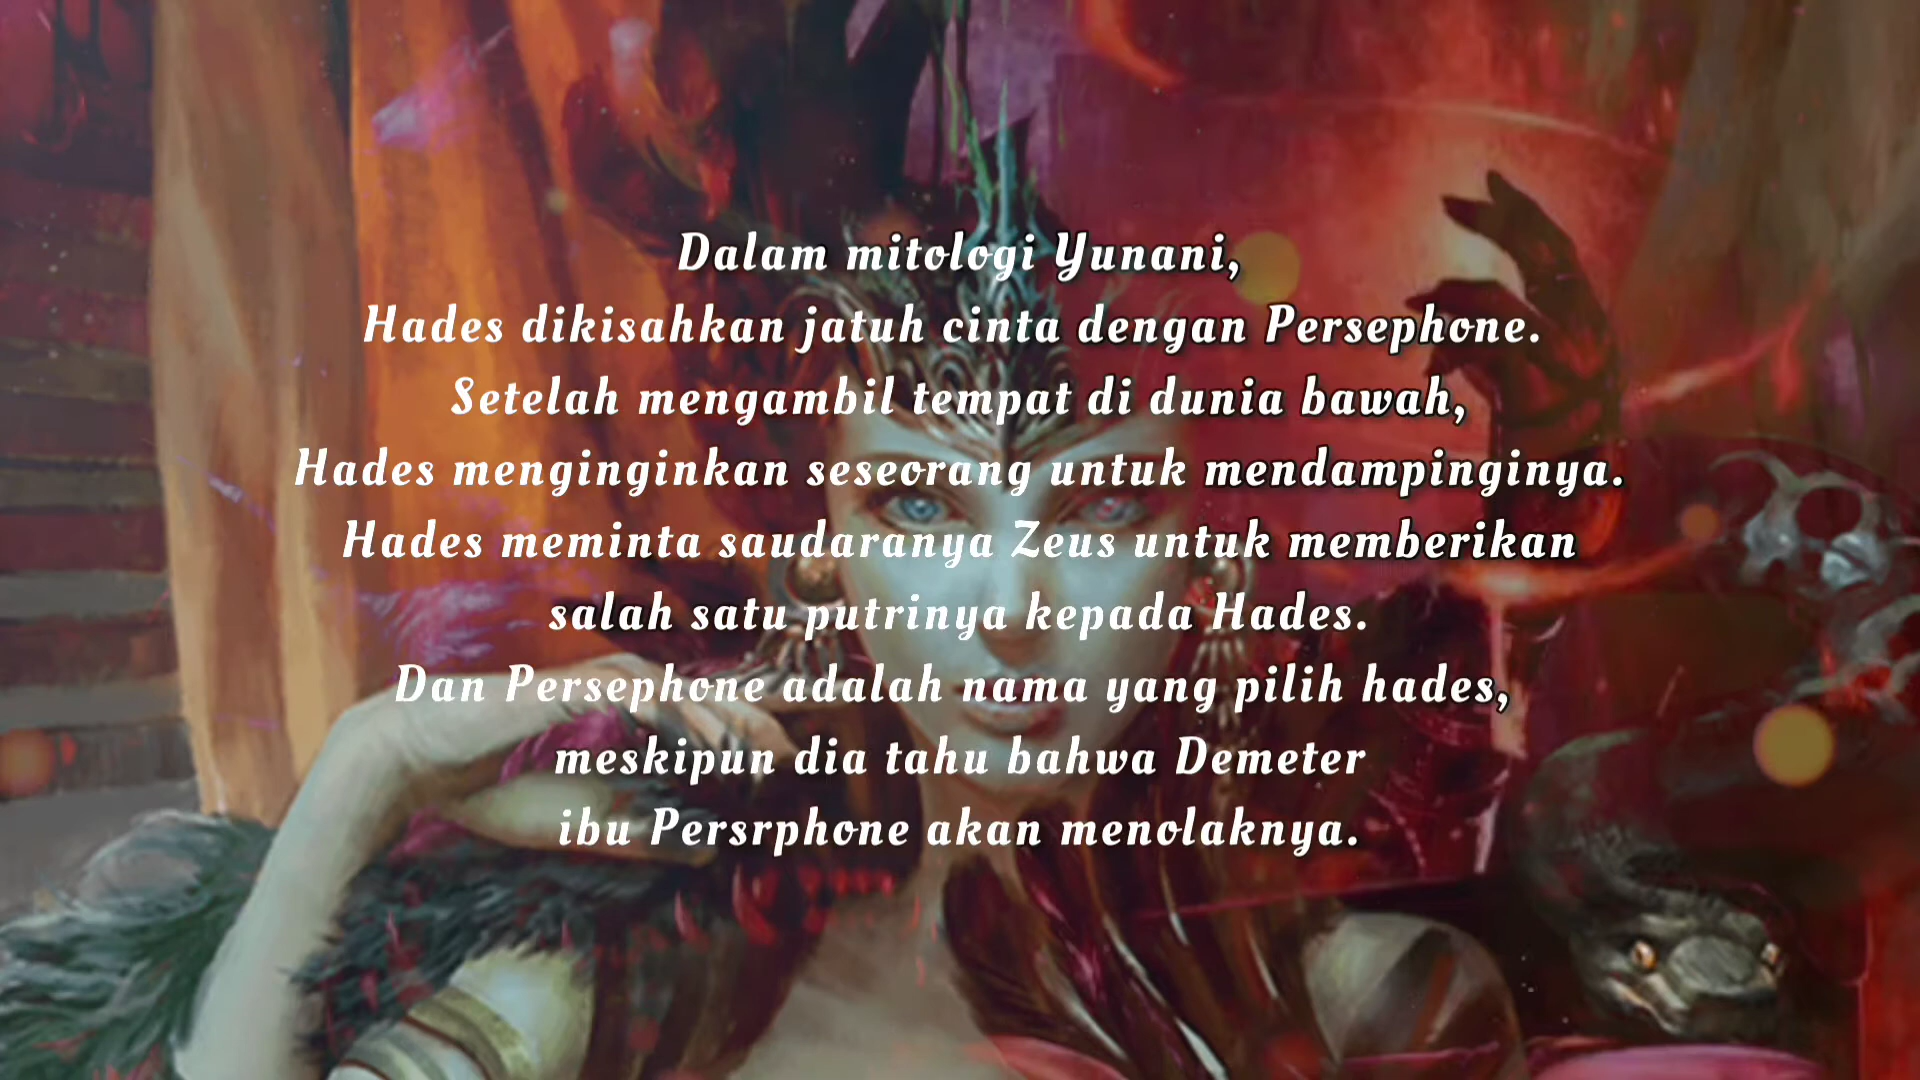 Dalam mitologi Yunani,
Hades dikisahkan jatuh cinta dengan Persephone.
Setelah mengambil tempat di dunia bawah,
Hades menginginkan seseorang untuk mendampinginya.
Hades meminta saudaranya Zeus untuk memberikan
salah satu putrinya kepada Hades.
Dan Persephone adalah nama yang pilih hades,
meskipun dia tahu bahwa Demeter
ibu Persrphone akan menolaknya.